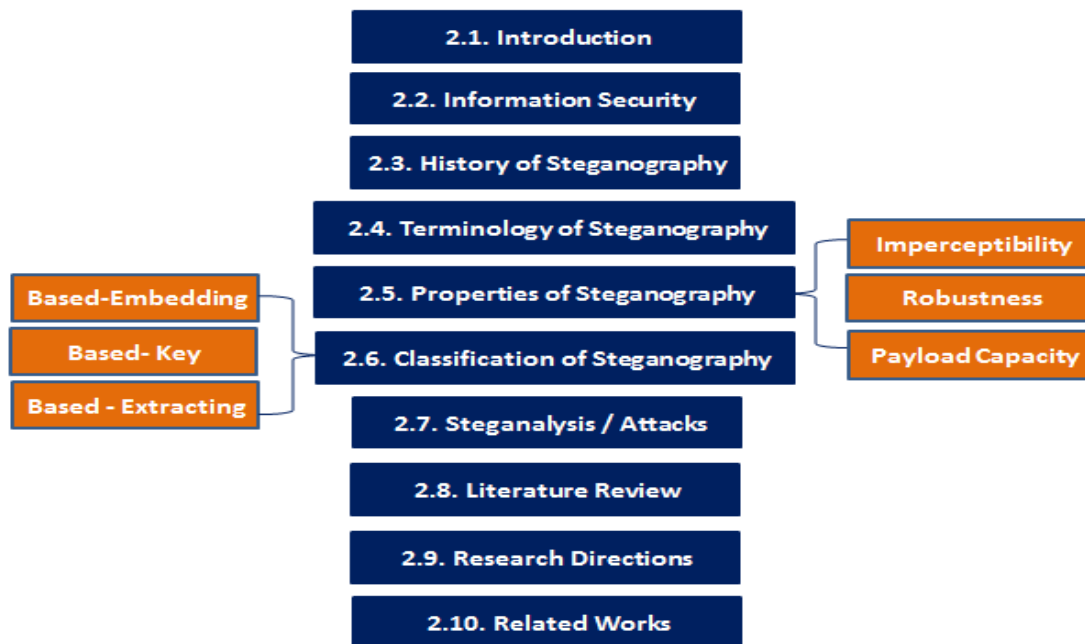 2.1. Introduction
2.2. Information Security
2.3. History of Steganography
2.4. Terminology of Steganography
2.5. Properties of Steganography
Imperceptibility
Robustness
Payload Capacity
2.6. Classification of Steganography
Based-Embedding
Based- Key
Based - Extracting
2.7. Steganalysis / Attacks
2.8. Literature Review
2.9. Research Directions
2.10. Related Works